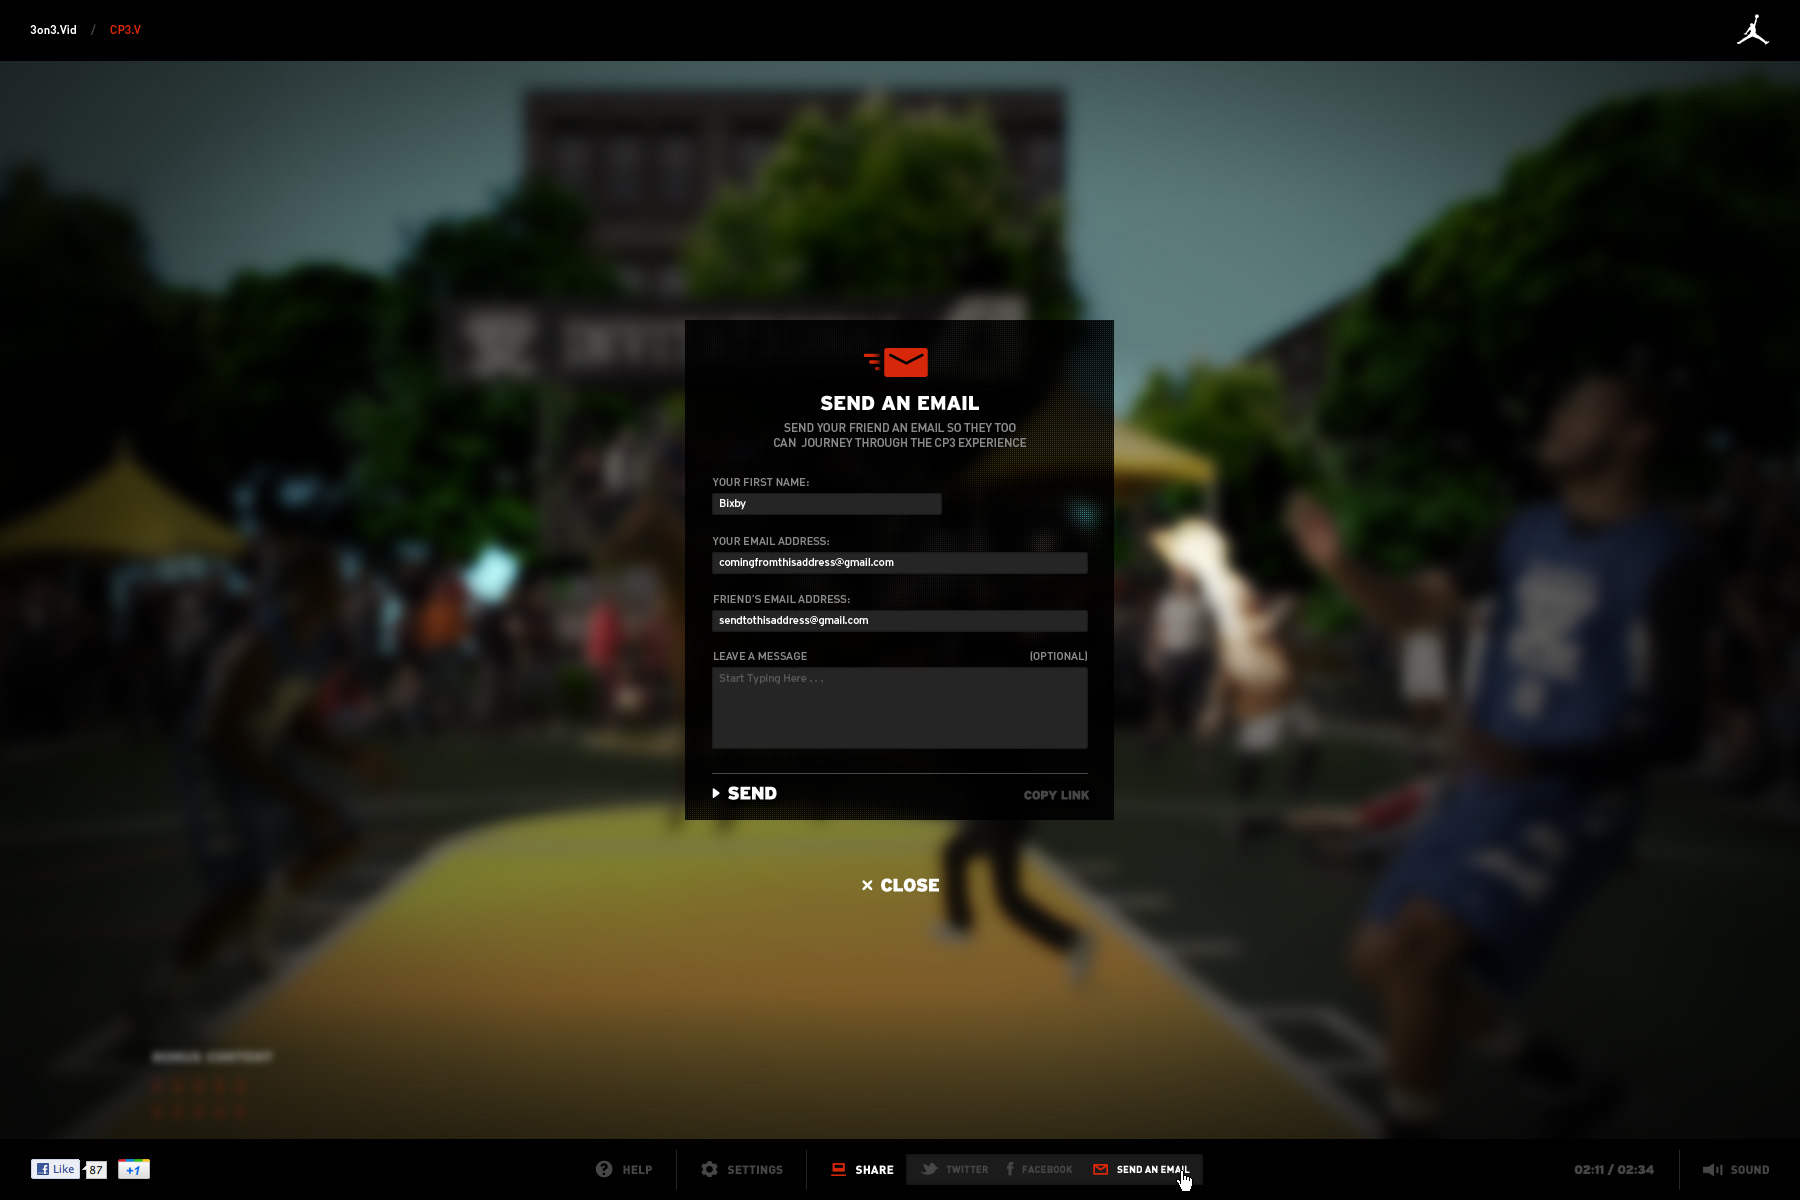 3on3.Vid / CP3.V
SEND AN EMAIL
SEND YOUR FRIEND AN EMAIL SO THEY TOO
CAN JOURNEY THROUGH THE CP3 EXPERIENCE
YOUR FIRST NAME:
Bixby
YOUR EMAIL ADDRESS:
comingfromthisaddress@gmail.com
FRIEND'S EMAIL ADDRESS:
sendtothisaddress@gmail.com
LEAVE A MESSAGE (OPTIONAL)
Start Typing Here . . .
SEND COPY LINK
× CLOSE
BONUS CONTENT
Like 87 +1 HELP SETTINGS SHARE TWITTER FACEBOOK SEND AN EMAIL 02:11 / 02:34 SOUND